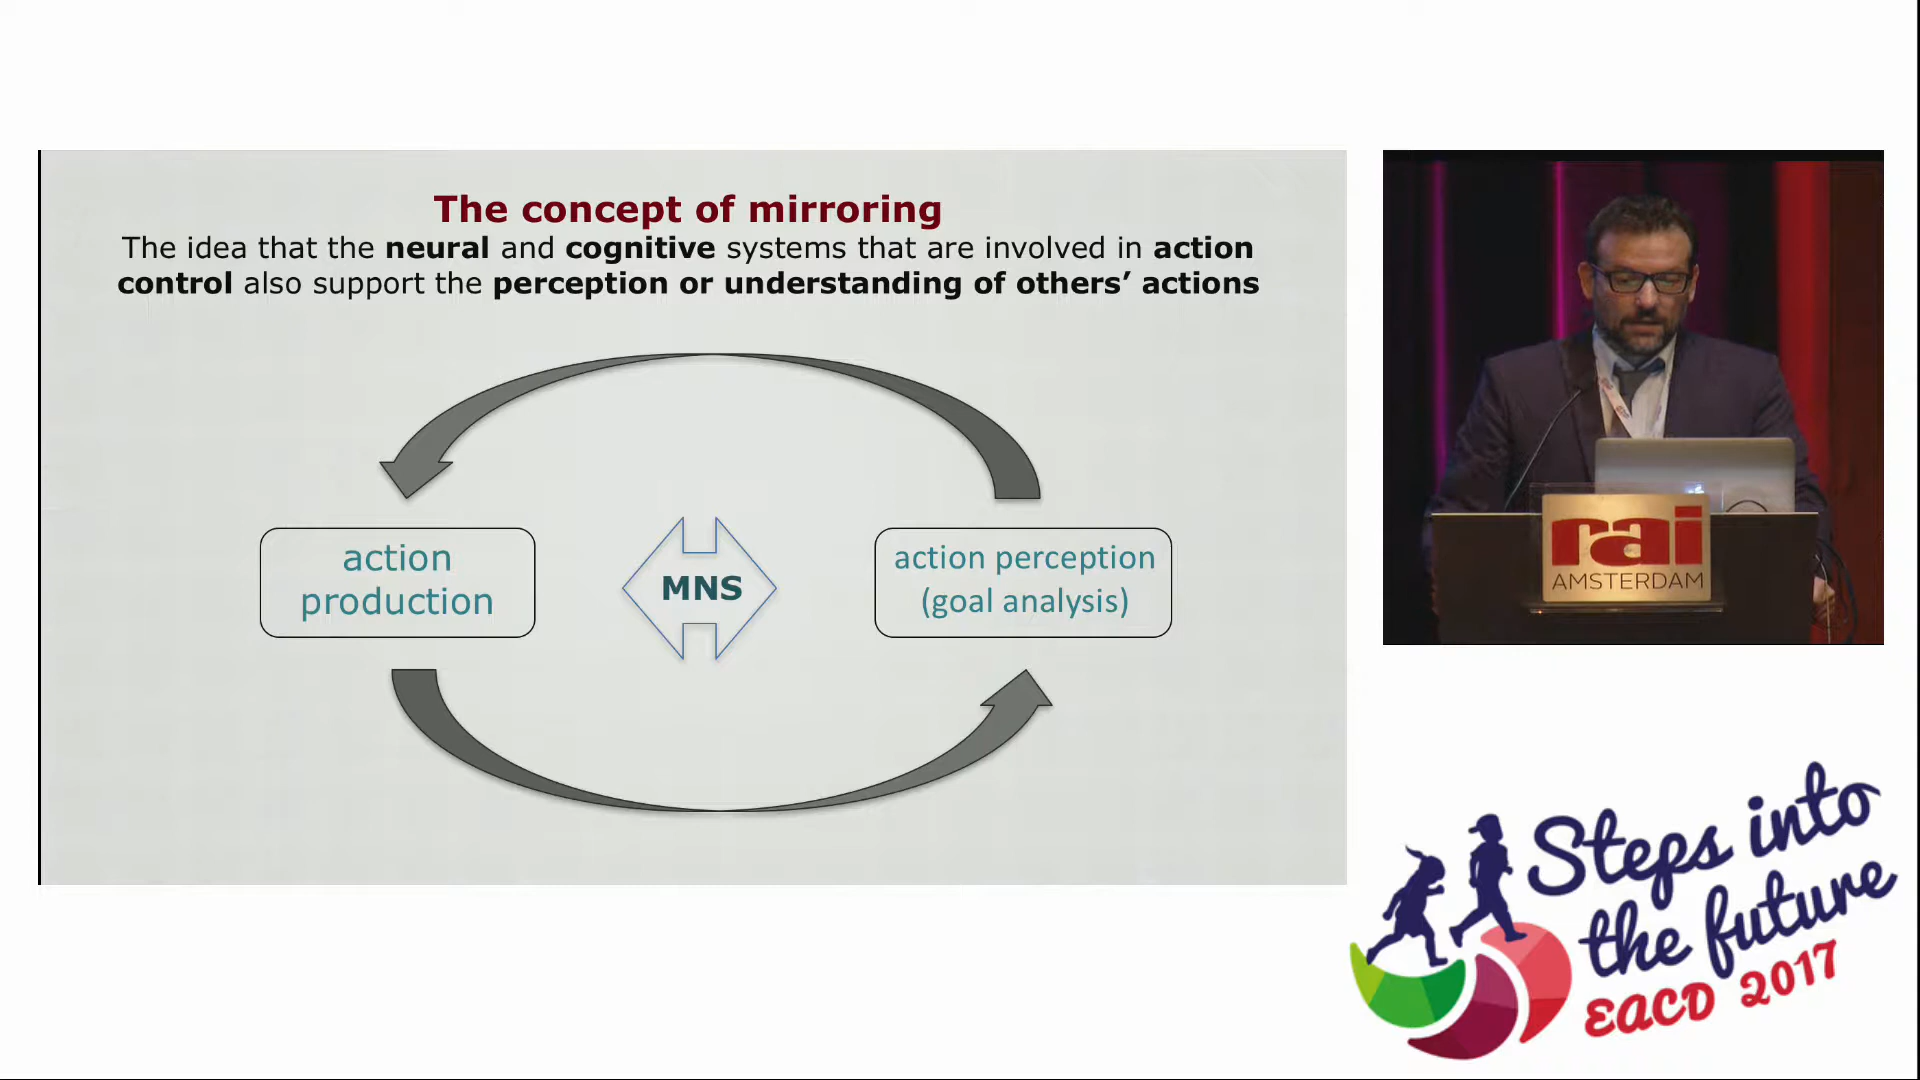 The concept of mirroring
The idea that the neural and cognitive systems that are involved in action
control also support the perception or understanding of others’ actions
action
production
MNS
action perception
(goal analysis)
rai
AMSTERDAM
Steps into
the future
EACD 2017